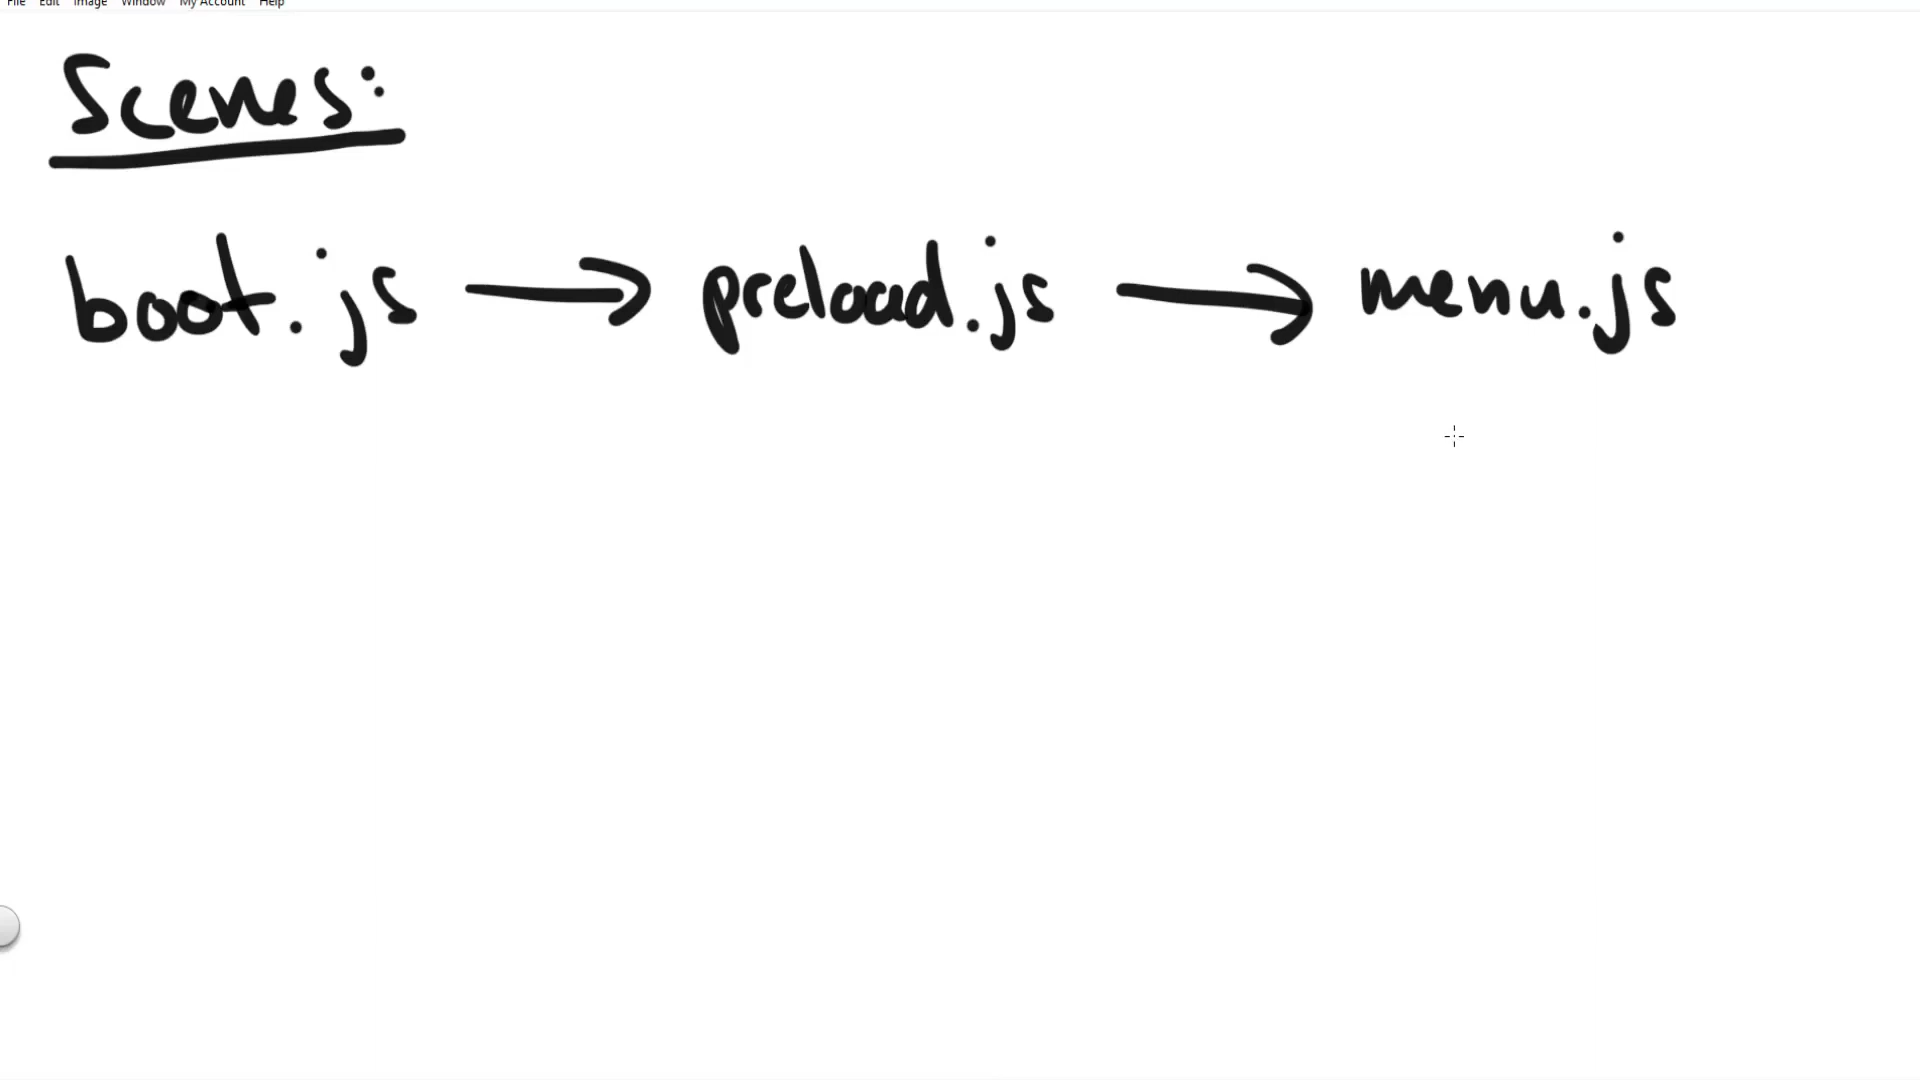 File Edit Image Window My Account Help
Scenes:
boot.js → preload.js → menu.js